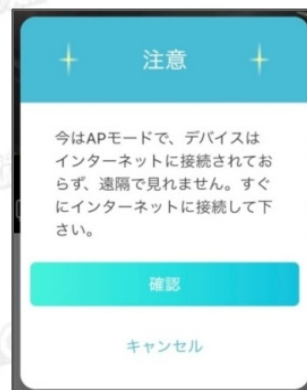 注意
今はAPモードで、デバイスは
インターネットに接続されてお
らず、遠隔で見れません。すぐ
にインターネットに接続して下
さい。
確認
キャンセル